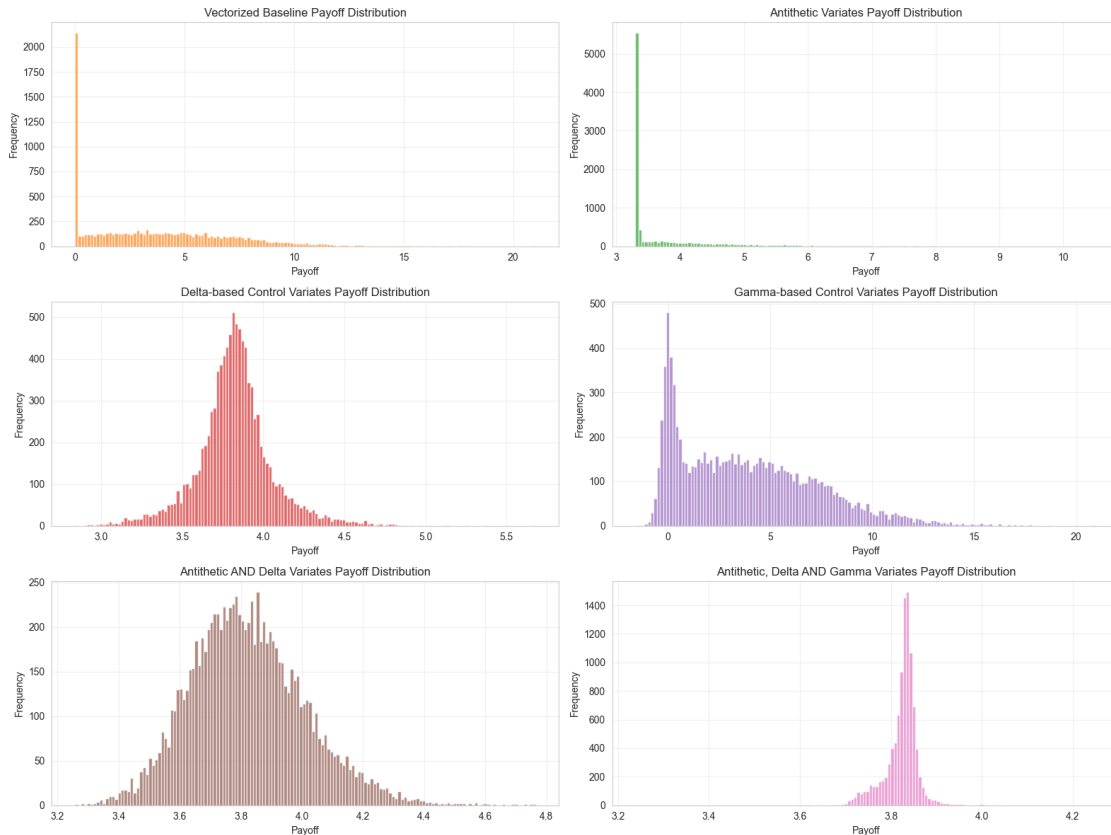 Vectorized Baseline Payoff Distribution
Frequency
2000
1750
1500
1250
1000
750
500
250
0
0 5 10 15 20
Payoff
Antithetic Variates Payoff Distribution
Frequency
5000
4000
3000
2000
1000
0
3 4 5 6 7 8 9 10
Payoff
Delta-based Control Variates Payoff Distribution
Frequency
500
400
300
200
100
0
3.0 3.5 4.0 4.5 5.0 5.5
Payoff
Gamma-based Control Variates Payoff Distribution
Frequency
500
400
300
200
100
0
0 5 10 15 20
Payoff
Antithetic AND Delta Variates Payoff Distribution
Frequency
250
200
150
100
50
0
3.2 3.4 3.6 3.8 4.0 4.2 4.4 4.6 4.8
Payoff
Antithetic, Delta AND Gamma Variates Payoff Distribution
Frequency
1400
1200
1000
800
600
400
200
0
3.2 3.4 3.6 3.8 4.0 4.2
Payoff